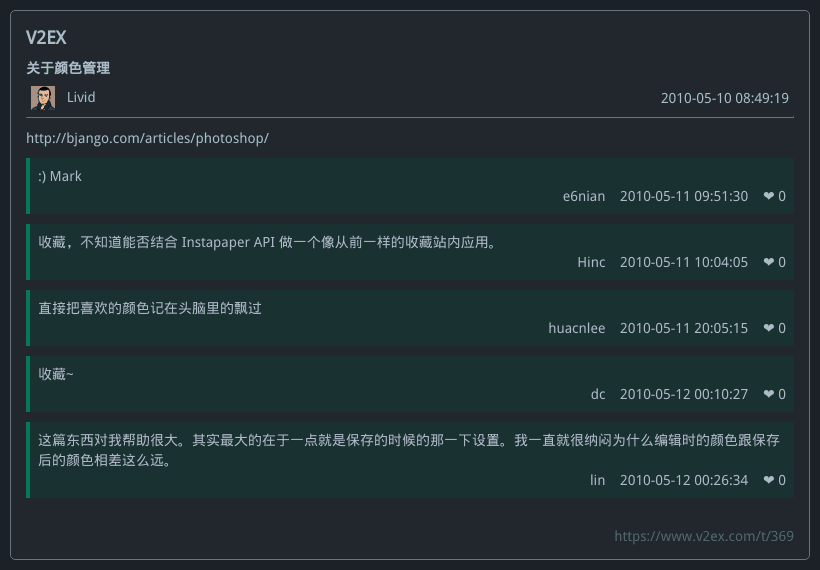 V2EX
关于颜色管理
Livid 2010-05-10 08:49:19
http://bjango.com/articles/photoshop/
:) Mark
e6nian 2010-05-11 09:51:30 ❤ 0
收藏，不知道能否结合 Instapaper API 做一个像从前一样的收藏站内应用。
Hinc 2010-05-11 10:04:05 ❤ 0
直接把喜欢的颜色记在头脑里的飘过
huacnlee 2010-05-11 20:05:15 ❤ 0
收藏~
dc 2010-05-12 00:10:27 ❤ 0
这篇东西对我帮助很大。其实最大的在于一点就是保存的时候的那一下设置。我一直就很纳闷为什么编辑时的颜色跟保存
后的颜色相差这么远。
lin 2010-05-12 00:26:34 ❤ 0
https://www.v2ex.com/t/369